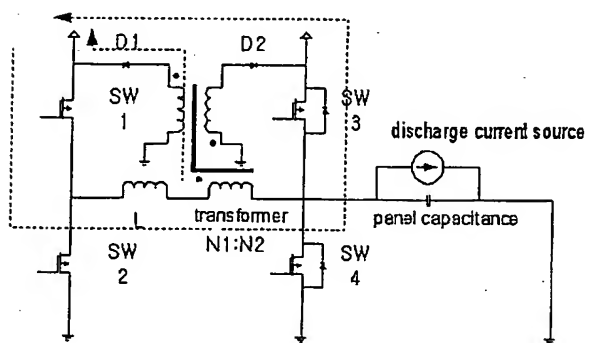 D1
D2
SW
1
SW
3
discharge current source
L
transformer
panel capacitance
N1:N2
SW
2
SW
4